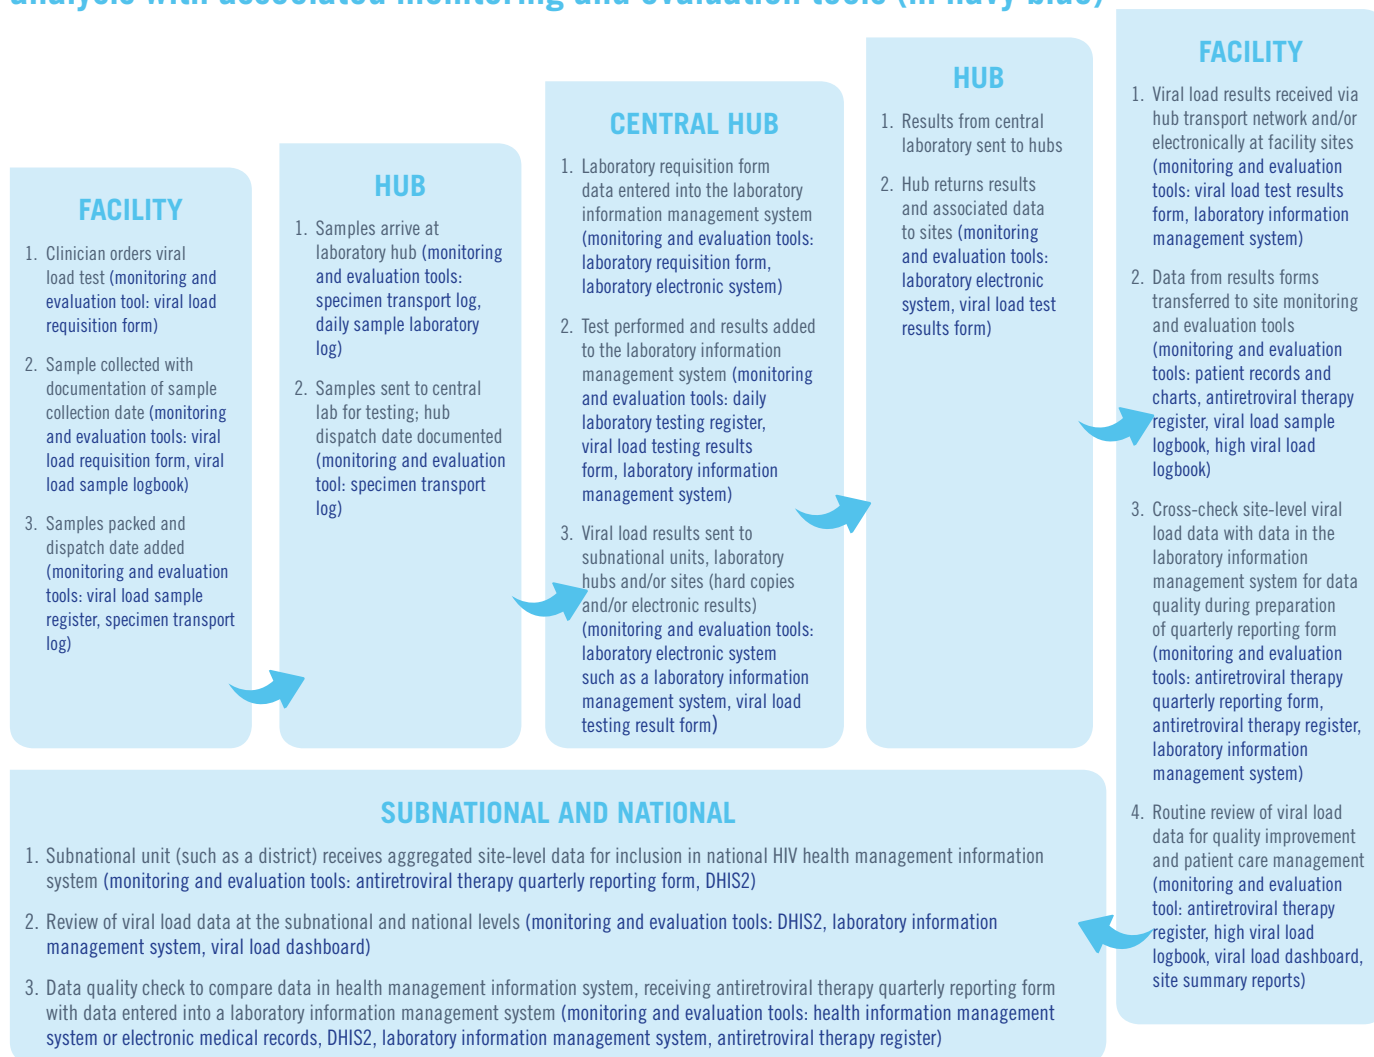 analysis with associated monitoring and evaluation tools (in navy blue)
FACILITY
1. Clinician orders viral
load test (monitoring and
evaluation tool: viral load
requisition form)
2. Sample collected with
documentation of sample
collection date (monitoring
and evaluation tools: viral
load requisition form, viral
load sample logbook)
3. Samples packed and
dispatch date added
(monitoring and evaluation
tools: viral load sample
register, specimen transport
log)
HUB
1. Samples arrive at
laboratory hub (monitoring
and evaluation tools:
specimen transport log,
daily sample laboratory
log)
2. Samples sent to central
lab for testing; hub
dispatch date documented
(monitoring and evaluation
tool: specimen transport
log)
CENTRAL HUB
1. Laboratory requisition form
data entered into the laboratory
information management system
(monitoring and evaluation tools:
laboratory requisition form,
laboratory electronic system)
2. Test performed and results added
to the laboratory information
management system (monitoring
and evaluation tools: daily
laboratory testing register,
viral load testing results
form, laboratory information
management system)
3. Viral load results sent to
subnational units, laboratory
hubs and/or sites (hard copies
and/or electronic results)
(monitoring and evaluation tools:
laboratory electronic system
such as a laboratory information
management system, viral load
testing result form)
HUB
1. Results from central
laboratory sent to hubs
2. Hub returns results
and associated data
to sites (monitoring
and evaluation tools:
laboratory electronic
system, viral load test
results form)
FACILITY
1. Viral load results received via
hub transport network and/or
electronically at facility sites
(monitoring and evaluation
tools: viral load test results
form, laboratory information
management system)
2. Data from results forms
transferred to site monitoring
and evaluation tools
(monitoring and evaluation
tools: patient records and
charts, antiretroviral therapy
register, viral load sample
logbook, high viral load
logbook)
3. Cross-check site-level viral
load data with data in the
laboratory information
management system for data
quality during preparation
of quarterly reporting form
(monitoring and evaluation
tools: antiretroviral therapy
quarterly reporting form,
antiretroviral therapy register,
laboratory information
management system)
4. Routine review of viral load
data for quality improvement
and patient care management
(monitoring and evaluation
tool: antiretroviral therapy
register, high viral load
logbook, viral load dashboard,
site summary reports)
SUBNATIONAL AND NATIONAL
1. Subnational unit (such as a district) receives aggregated site-level data for inclusion in national HIV health management information
system (monitoring and evaluation tools: antiretroviral therapy quarterly reporting form, DHIS2)
2. Review of viral load data at the subnational and national levels (monitoring and evaluation tools: DHIS2, laboratory information
management system, viral load dashboard)
3. Data quality check to compare data in health management information system, receiving antiretroviral therapy quarterly reporting form
with data entered into a laboratory information management system (monitoring and evaluation tools: health information management
system or electronic medical records, DHIS2, laboratory information management system, antiretroviral therapy register)